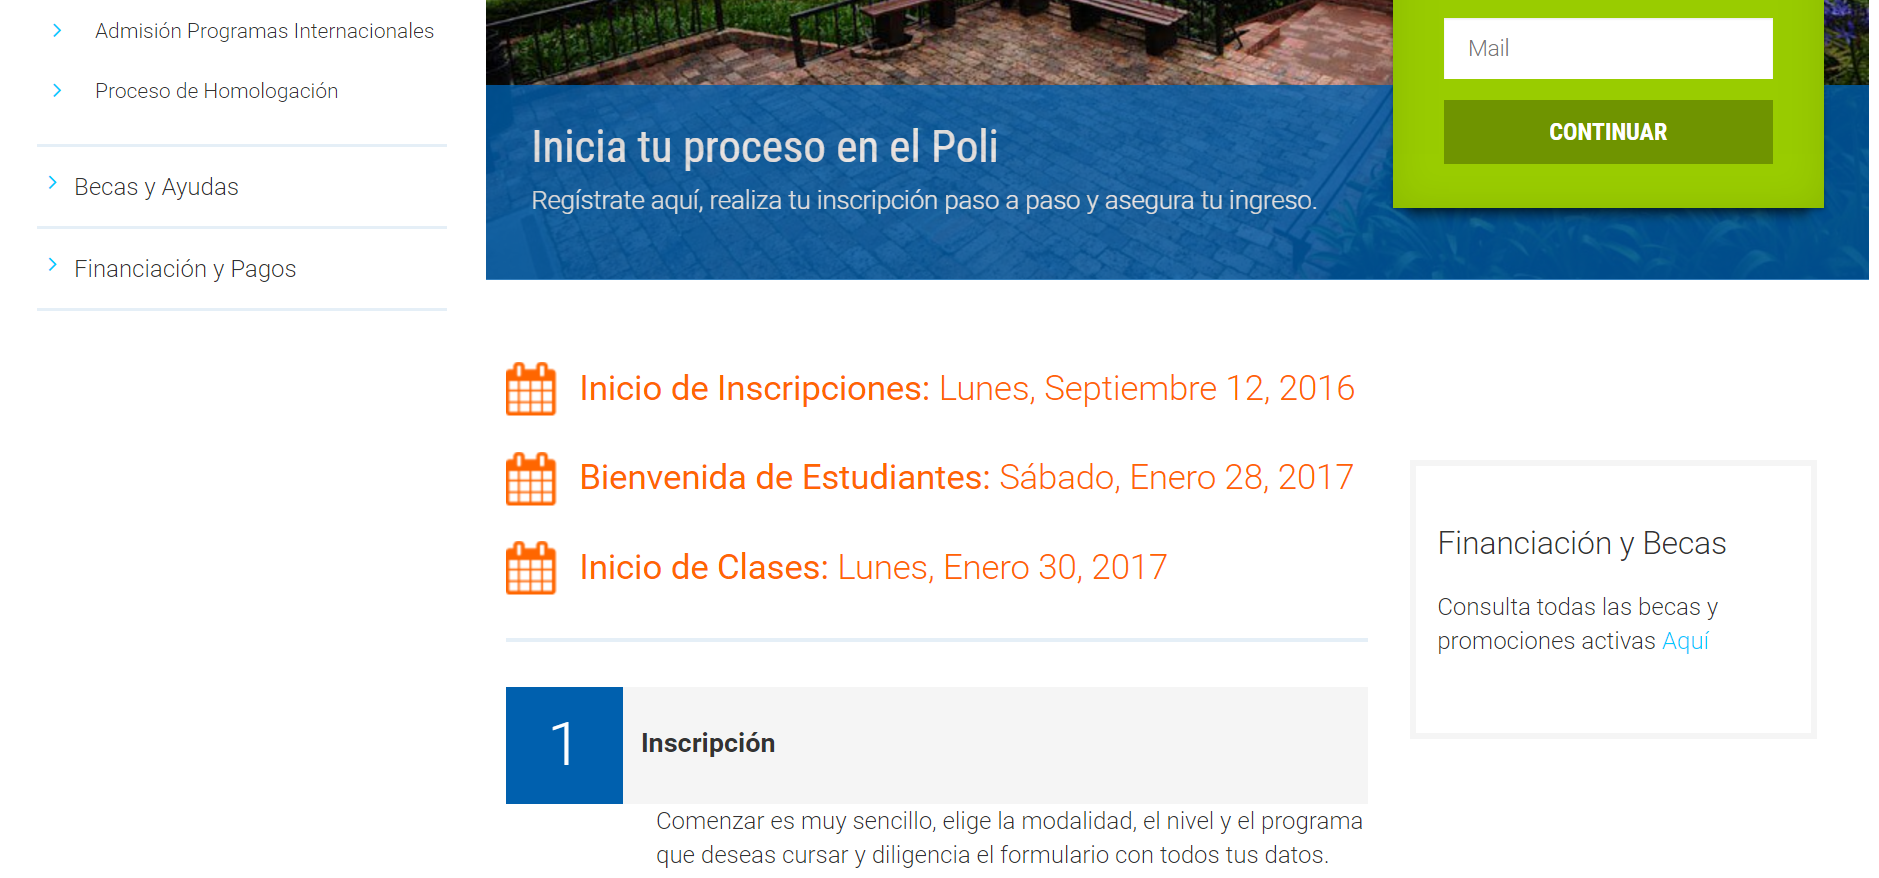 Admisión Programas Internacionales
Proceso de Homologación
Becas y Ayudas
Financiación y Pagos
Mail
CONTINUAR
Inicia tu proceso en el Poli
Regístrate aquí, realiza tu inscripción paso a paso y asegura tu ingreso.
Inicio de Inscripciones: Lunes, Septiembre 12, 2016
Bienvenida de Estudiantes: Sábado, Enero 28, 2017
Inicio de Clases: Lunes, Enero 30, 2017
1
Inscripción
Comenzar es muy sencillo, elige la modalidad, el nivel y el programa
que deseas cursar y diligencia el formulario con todos tus datos.
Financiación y Becas
Consulta todas las becas y
promociones activas Aquí